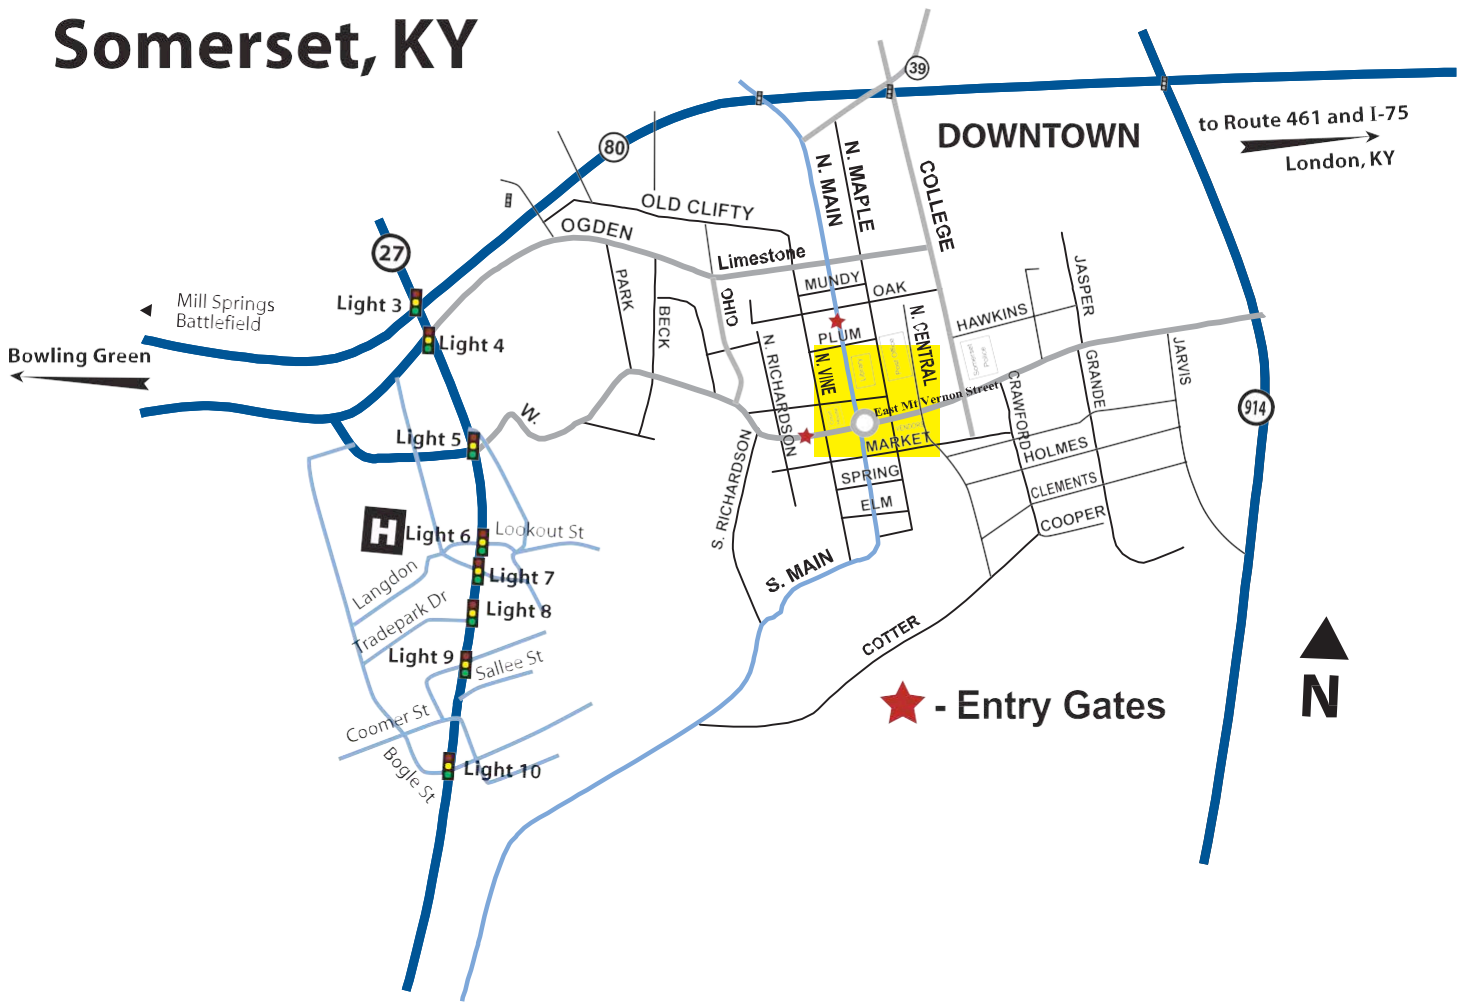 Somerset, KY
39
80
DOWNTOWN
to Route 461 and I-75
London, KY
N. MAIN
N. MAPLE
COLLEGE
OLD CLIFTY
OGDEN
27
Limestone
MUNDY
OAK
JASPER
PARK
OHIO
BECK
Light 3
Mill Springs
Battlefield
Light 4
Bowling Green
HAWKINS
PLUM
N. CENTRAL
N. RICHARDSON
N. VINE
Library
Post Office
GRANDE
JARVIS
CRAWFORD
East Mt Vernon Street
914
W.
Light 5
MARKET
S. RICHARDSON
HOLMES
SPRING
CLEMENTS
ELM
COOPER
H
Light 6
Lookout St
Langdon
Light 7
S. MAIN
Tradepark Dr
Light 8
COTTER
Light 9
Sallee St
- Entry Gates
N
Coomer St
Bogle St
Light 10